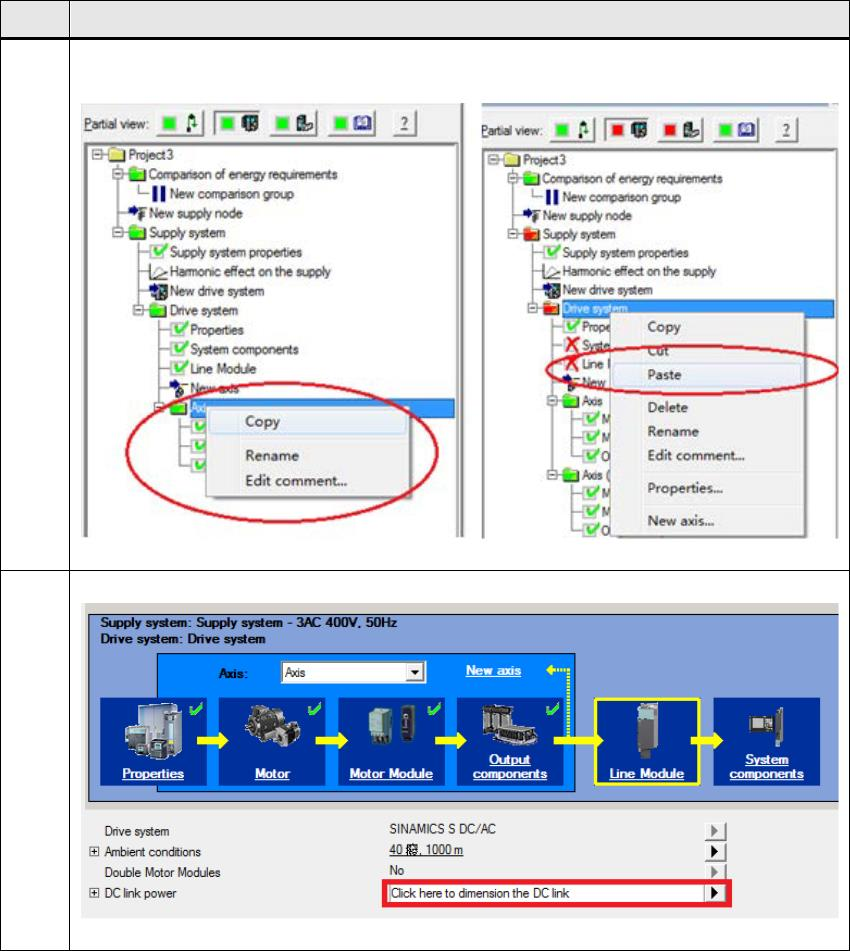 Partial view:
?
Project3
Comparison of energy requirements
New comparison group
New supply node
Supply system
Supply system properties
Harmonic effect on the supply
New drive system
Drive system
Properties
System components
Line Module
New axis
Axi
Copy
Rename
Edit comment...
Partial view:
?
Project3
Comparison of energy requirements
New comparison group
New supply node
Supply system
Supply system properties
Harmonic effect on the supply
New drive system
Drive system
Prope
Syste
Line M
New
Axis
M
M
O
Axis (
M
M
O
Copy
Cut
Paste
Delete
Rename
Edit comment...
Properties...
New axis...
Supply system: Supply system - 3AC 400V, 50Hz
Drive system: Drive system
Axis:
Axis
New axis
Properties
Motor
Motor Module
Output
components
Line Module
System
components
Drive system
SINAMICS S DC/AC
Ambient conditions
40 , 1000 m
Double Motor Modules
No
DC link power
Click here to dimension the DC link